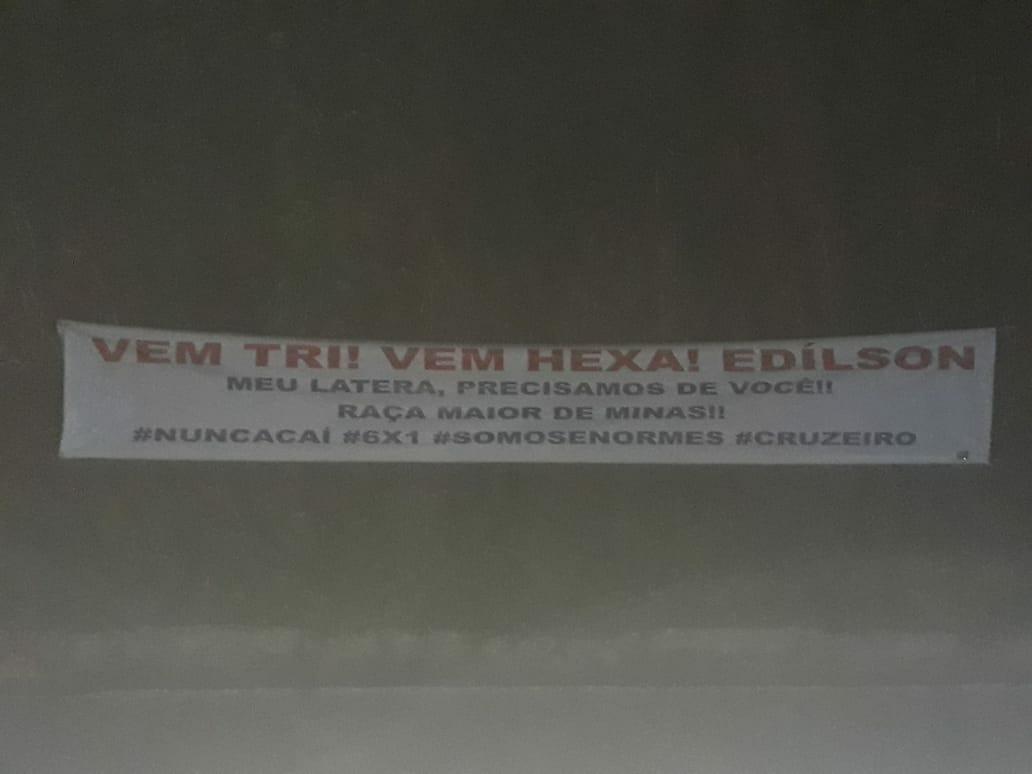 VEM TRI! VEM HEXA! EDÍLSON
MEU LATERA, PRECISAMOS DE VOCÊ!!
RAÇA MAIOR DE MINAS!!
#NUNCACAÍ #6X1 #SOMOSENORMES #CRUZEIRO